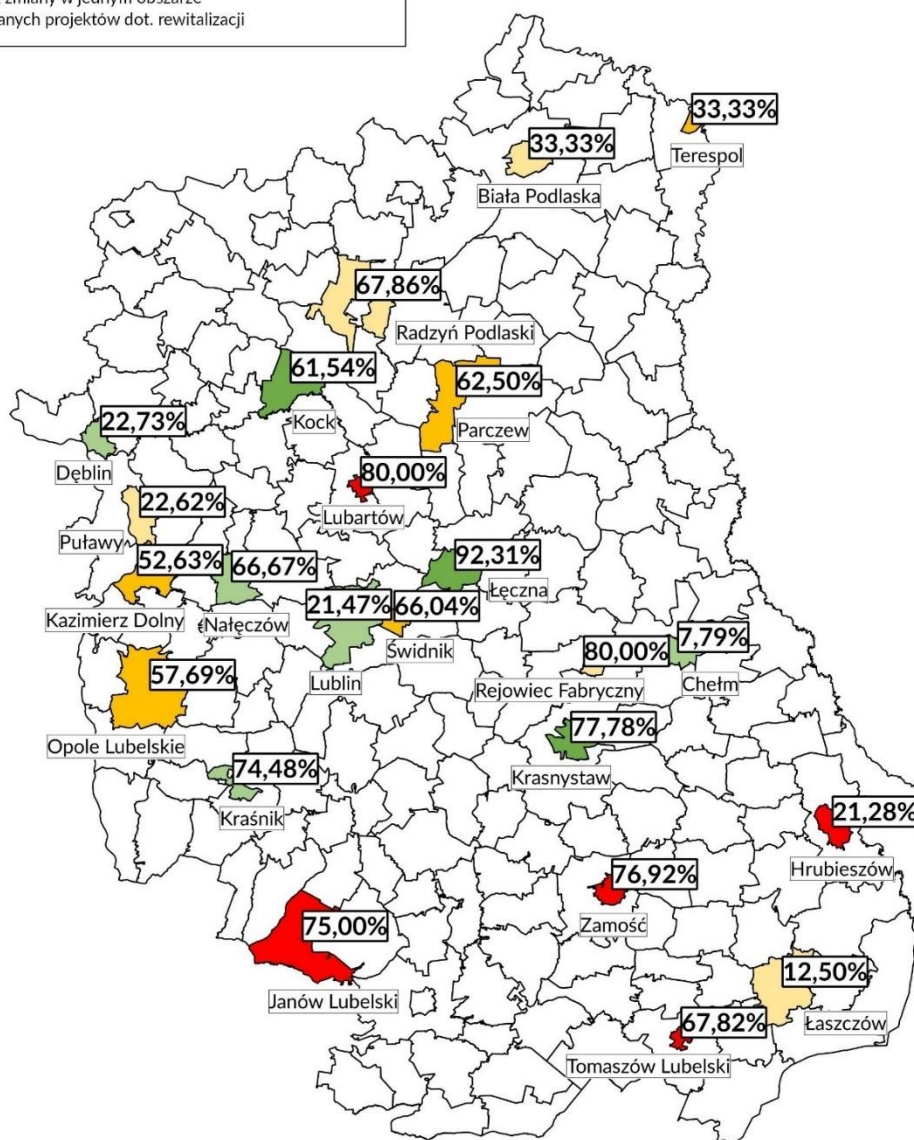 zmiany w jednym obszarze
anych projektów dot. rewitalizacji
33,33%
Terespol
33,33%
Biała Podlaska
67,86%
Radzyń Podlaski
61,54%
Kock
62,50%
Parczew
22,73%
Dęblin
80,00%
Lubartów
22,62%
Puławy
52,63%
Kazimierz Dolny
66,67%
Nałęczów
92,31%
Łęczna
21,47%
Lublin
66,04%
Świdnik
80,00%
Rejowiec Fabryczny
7,79%
Chełm
57,69%
Opole Lubelskie
77,78%
Krasnystaw
74,48%
Kraśnik
21,28%
Hrubieszów
76,92%
Zamość
75,00%
Janów Lubelski
12,50%
Łaszczów
67,82%
Tomaszów Lubelski